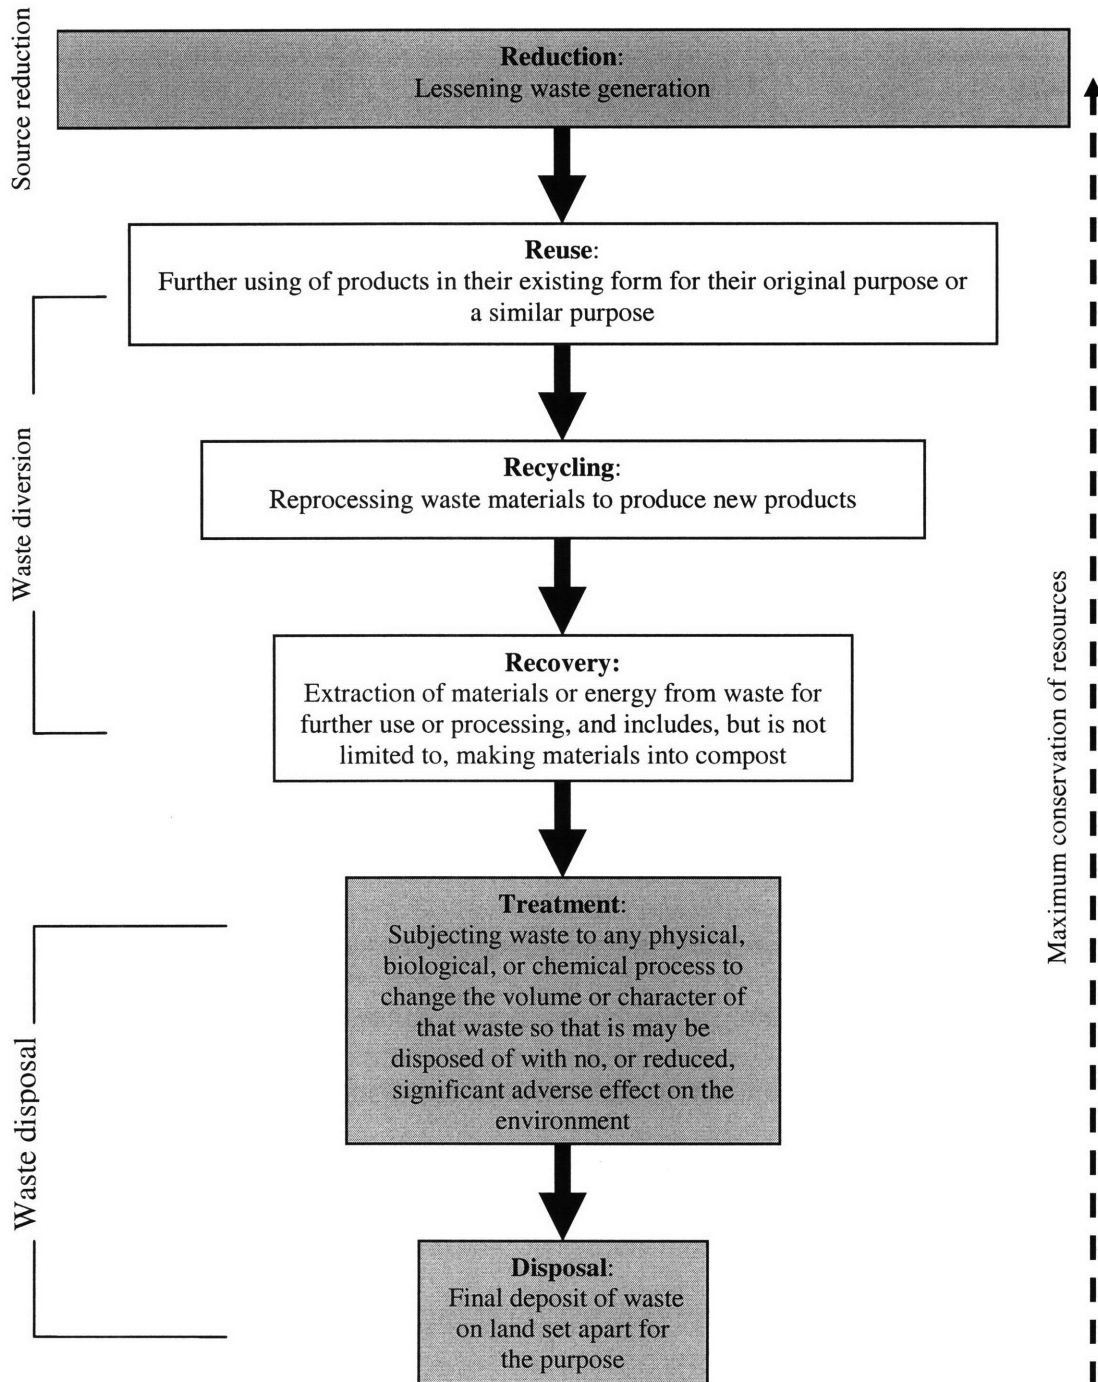 Source reduction
Reduction:
Lessening waste generation
Reuse:
Further using of products in their existing form for their original purpose or
a similar purpose
Waste diversion
Recycling:
Reprocessing waste materials to produce new products
Recovery:
Extraction of materials or energy from waste for
further use or processing, and includes, but is not
limited to, making materials into compost
Maximum conservation of resources
Waste disposal
Treatment:
Subjecting waste to any physical,
biological, or chemical process to
change the volume or character of
that waste so that is may be
disposed of with no, or reduced,
significant adverse effect on the
environment
Disposal:
Final deposit of waste
on land set apart for
the purpose